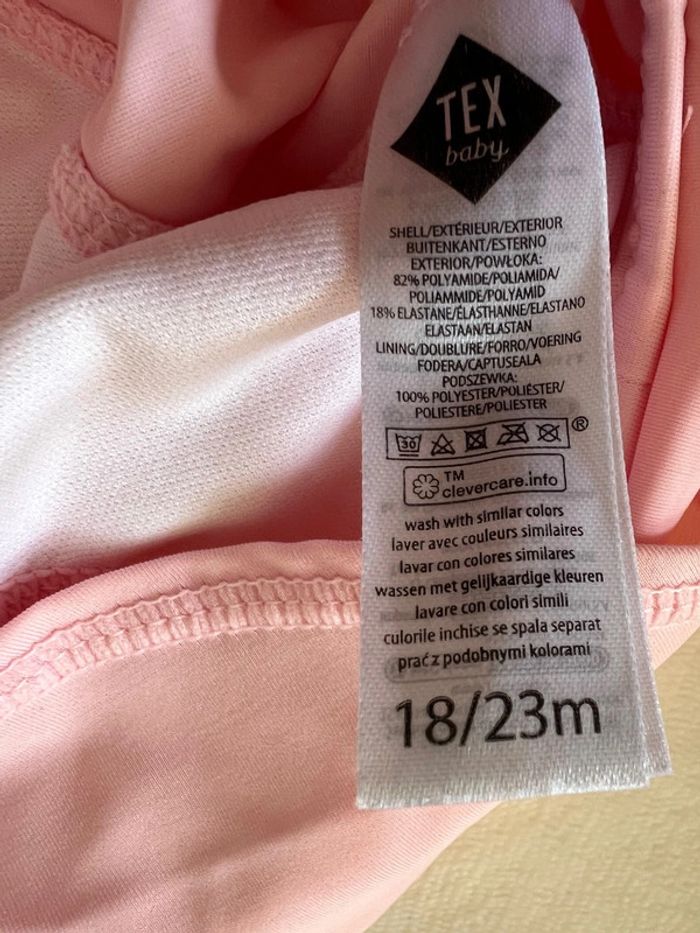 TEX
baby
SHELL/EXTÉRIEUR/EXTERIOR
BUITENKANT/ESTERNO
EXTERIOR/POWŁOKA:
82% POLYAMIDE/POLIAMIDA/
POLIAMMIDE/POLYAMID
18% ELASTANE/ÉLASTHANNE/ELASTANO
ELASTAAN/ELASTAN
LINING/DOUBLURE/FORRO/VOERING
FODERA/CAPTUSEALA
PODSZEWKA:
100% POLYESTER/POLIÉSTER/
POLIESTERE/POLIESTER
30 ®
TM
clevercare.info
wash with similar colors
laver avec couleurs similaires
lavar con colores similares
wassen met gelijkaardige kleuren
lavare con colori simili
culorile inchise se spala separat
prać z podobnymi kolorami
18/23m